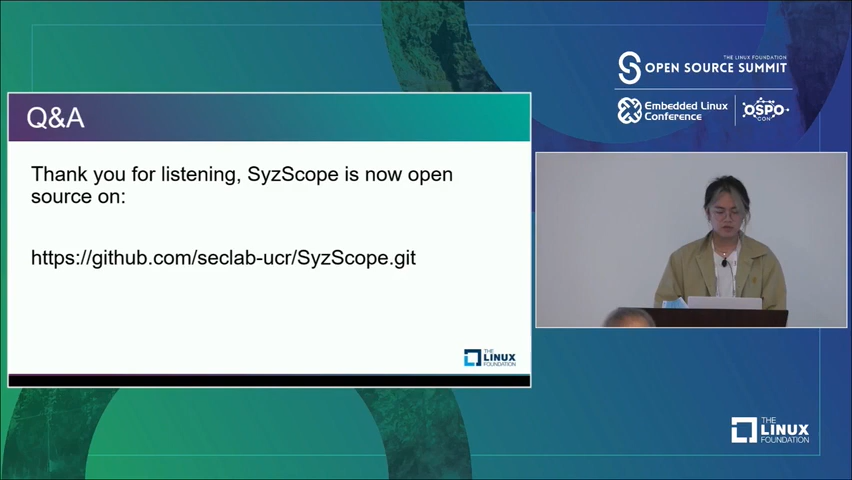 Q&A
Thank you for listening, SyzScope is now open
source on:
https://github.com/seclab-ucr/SyzScope.git
THE
LINUX
FOUNDATION
THE LINUX FOUNDATION
OPEN SOURCE SUMMIT
Embedded Linux
Conference
OSPO
CON
THE
LINUX
FOUNDATION